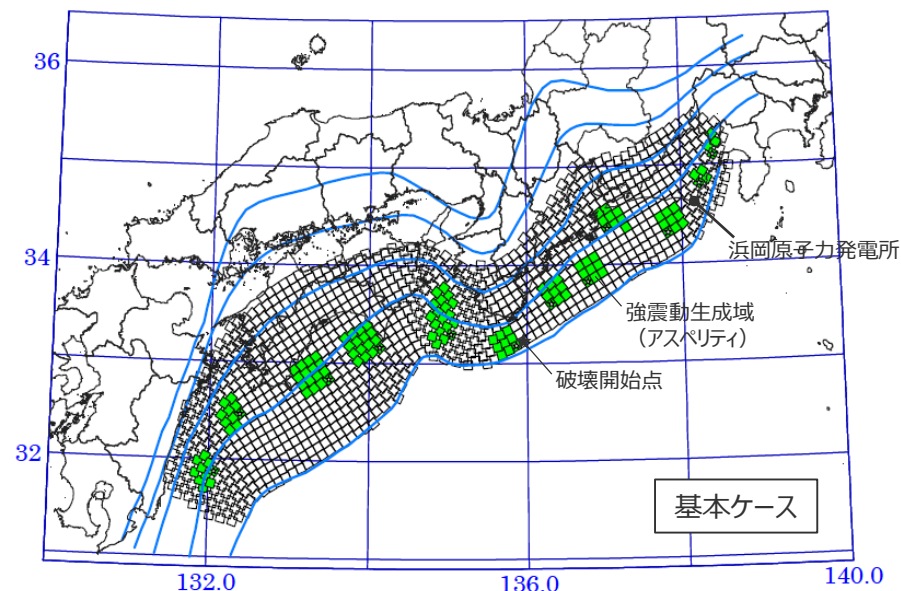 36
34
浜岡原子力発電所
強震動生成域
（アスペリティ）
破壊開始点
32
基本ケース
132.0
136.0
140.0